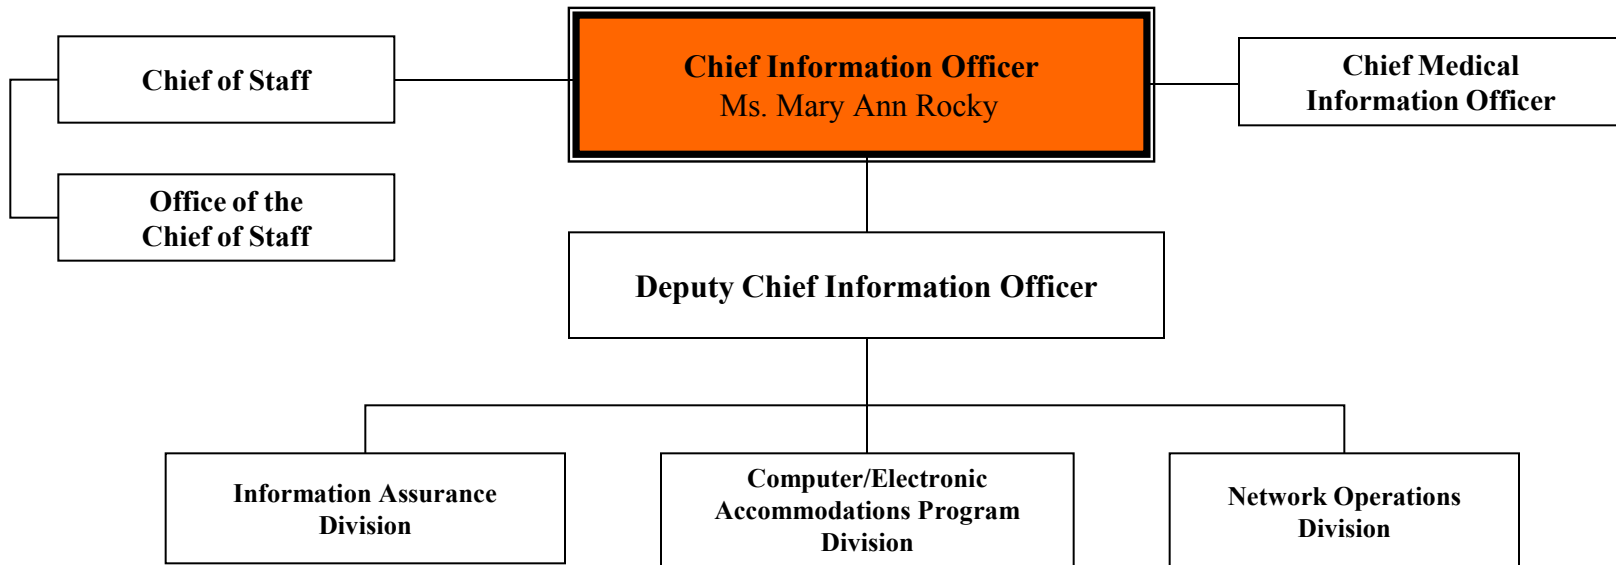 Chief of Staff
Chief Information Officer
Ms. Mary Ann Rocky
Chief Medical
Information Officer
Office of the
Chief of Staff
Deputy Chief Information Officer
Information Assurance
Division
Computer/Electronic
Accommodations Program
Division
Network Operations
Division